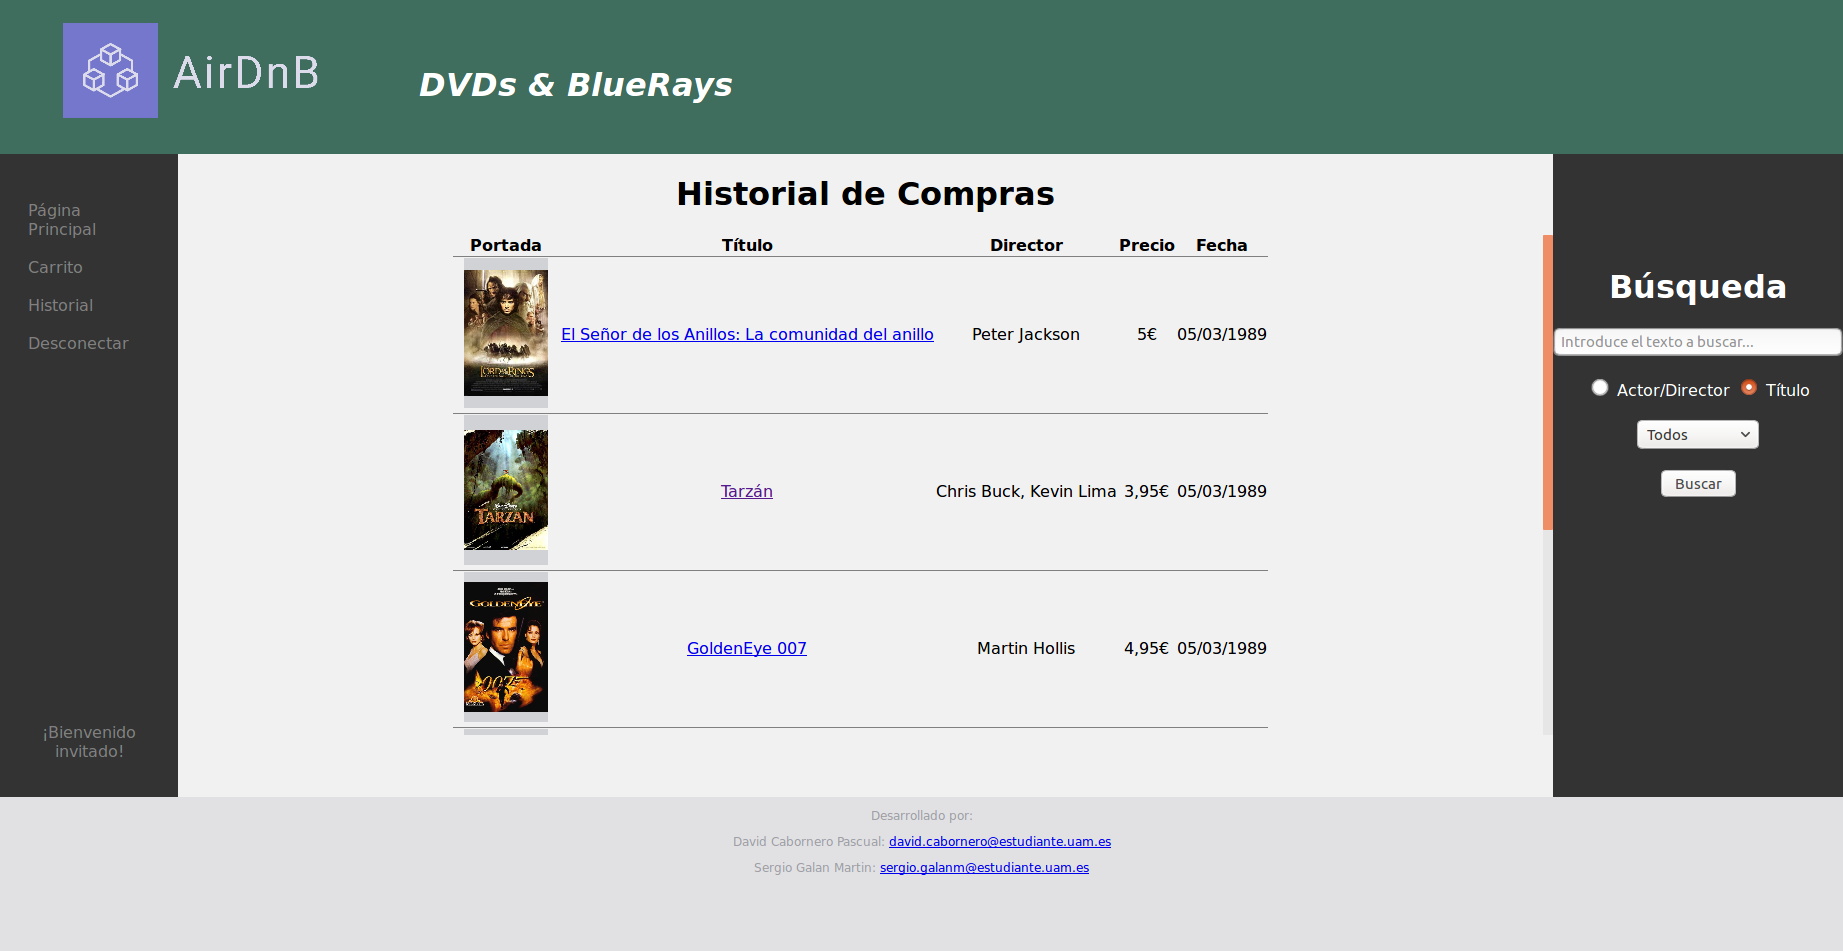 AirDnB
DVDs & BlueRays
Página
Principal
Carrito
Historial
Desconectar
¡Bienvenido
invitado!
Historial de Compras
Portada Título Director Precio Fecha
El Señor de los Anillos: La comunidad del anillo Peter Jackson 5€ 05/03/1989
Tarzán Chris Buck, Kevin Lima 3,95€ 05/03/1989
TARZAN
GoldenEye 007 Martin Hollis 4,95€ 05/03/1989
GOLDENEYE
007
Búsqueda
Introduce el texto a buscar...
Actor/Director Título
Todos
Buscar
Desarrollado por:
David Cabornero Pascual: david.cabornero@estudiante.uam.es
Sergio Galan Martin: sergio.galanm@estudiante.uam.es